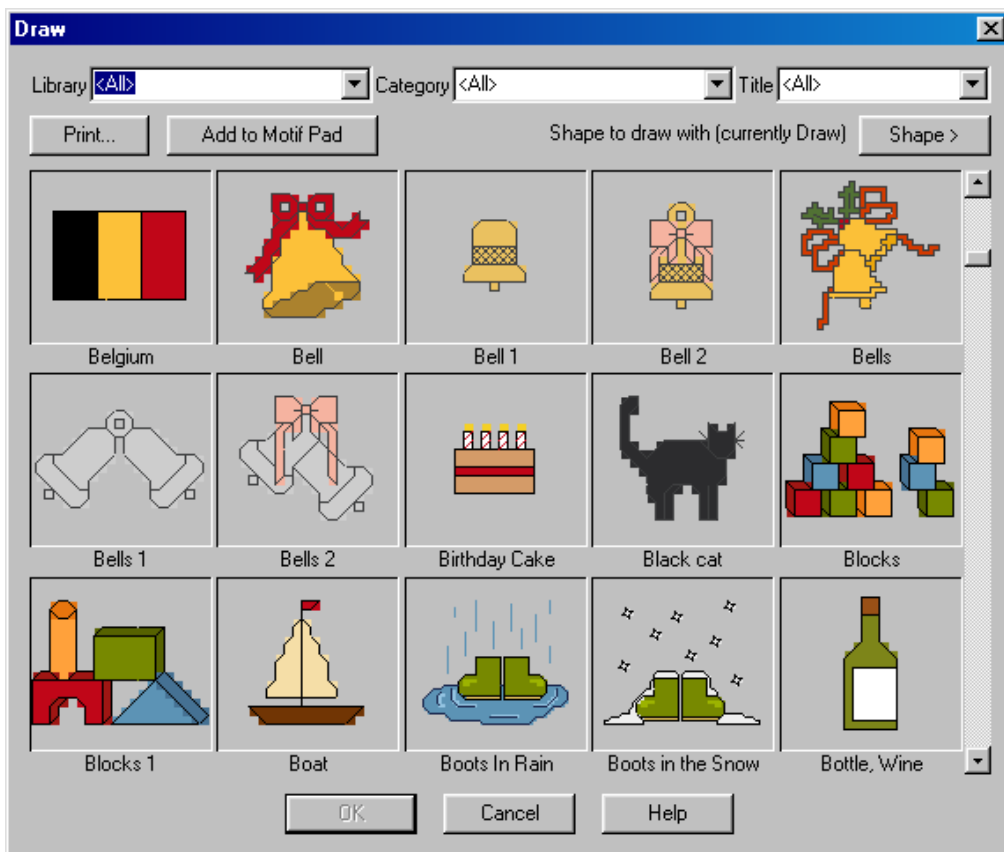 Draw
Library <All> Category <All> Title <All>
Print... Add to Motif Pad Shape to draw with (currently Draw) Shape >
Belgium Bell Bell 1 Bell 2 Bells
Bells 1 Bells 2 Birthday Cake Black cat Blocks
Blocks 1 Boat Boots In Rain Boots in the Snow Bottle, Wine
OK Cancel Help